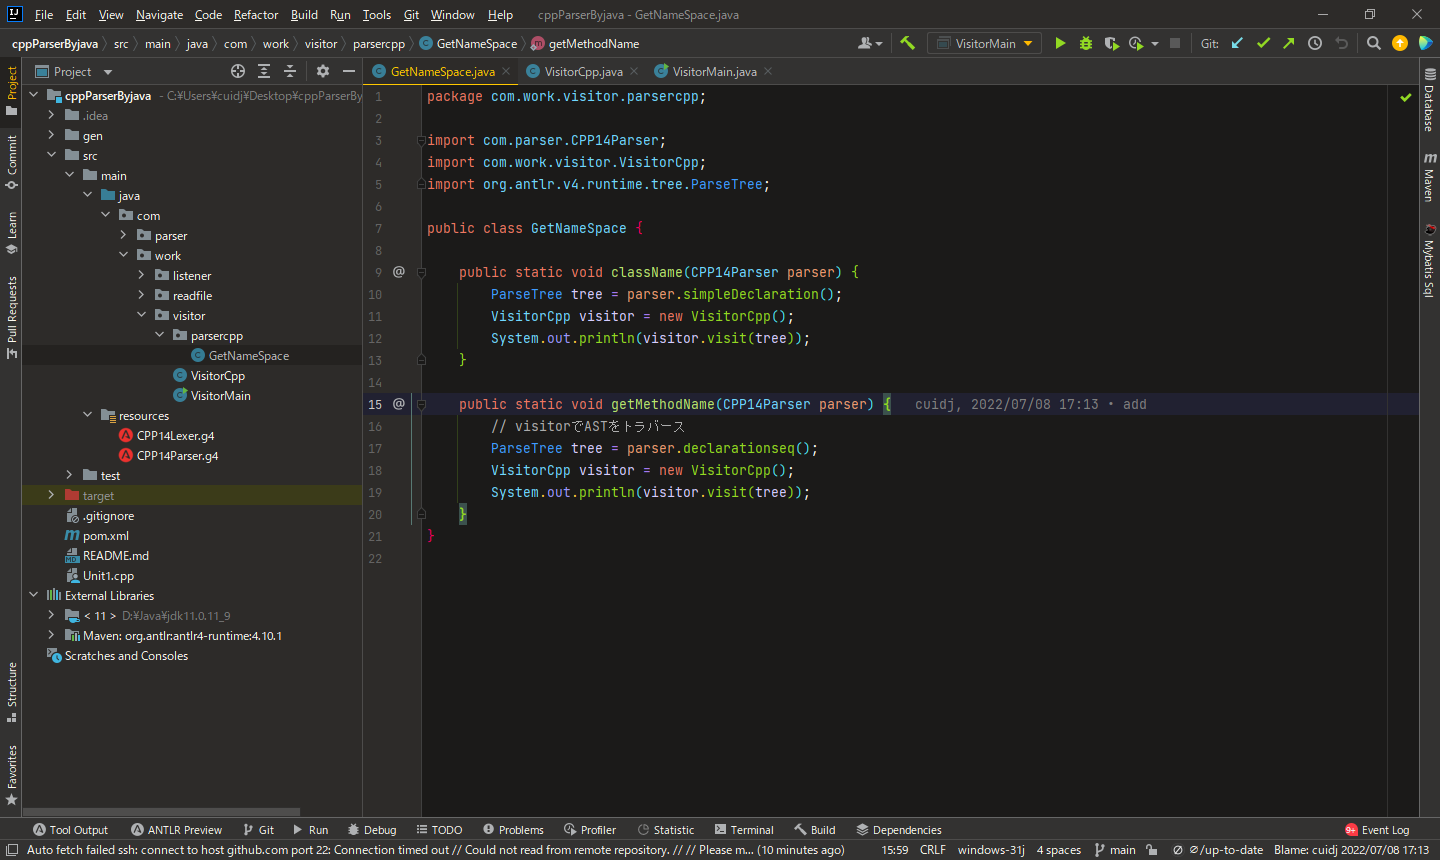 File Edit View Navigate Code Refactor Build Run Tools Git Window Help cppParserByjava - GetNameSpace.java
cppParserByjava src main java com work visitor parsercpp GetNameSpace getMethodName VisitorMain Git:
Project
Commit
Learn
Pull Requests
Structure
Favorites
Project
cppParserByjava - C:¥Users¥cuidj¥Desktop¥cppParserBy
.idea
gen
src
main
java
com
parser
work
listener
readfile
visitor
parsercpp
GetNameSpace
VisitorCpp
VisitorMain
resources
CPP14Lexer.g4
CPP14Parser.g4
test
target
.gitignore
pom.xml
README.md
Unit1.cpp
External Libraries
< 11 > D:¥Java¥jdk11.0.11_9
Maven: org.antlr:antlr4-runtime:4.10.1
Scratches and Consoles
GetNameSpace.java VisitorCpp.java VisitorMain.java
1 package com.work.visitor.parsercpp;
2
3 import com.parser.CPP14Parser;
4 import com.work.visitor.VisitorCpp;
5 import org.antlr.v4.runtime.tree.ParseTree;
6
7 public class GetNameSpace {
8
9 @ public static void className(CPP14Parser parser) {
10 ParseTree tree = parser.simpleDeclaration();
11 VisitorCpp visitor = new VisitorCpp();
12 System.out.println(visitor.visit(tree));
13 }
14
15 @ public static void getMethodName(CPP14Parser parser) { cuidj, 2022/07/08 17:13 • add
16 // visitorでASTをトラバース
17 ParseTree tree = parser.declarationseq();
18 VisitorCpp visitor = new VisitorCpp();
19 System.out.println(visitor.visit(tree));
20 }
21 }
22
Database
Maven
Mybatis Sql
Tool Output ANTLR Preview Git Run Debug TODO Problems Profiler Statistic Terminal Build Dependencies 9+ Event Log
Auto fetch failed ssh: connect to host github.com port 22: Connection timed out // Could not read from remote repository. // // Please m... (10 minutes ago) 15:59 CRLF windows-31j 4 spaces main ∅/up-to-date Blame: cuidj 2022/07/08 17:13